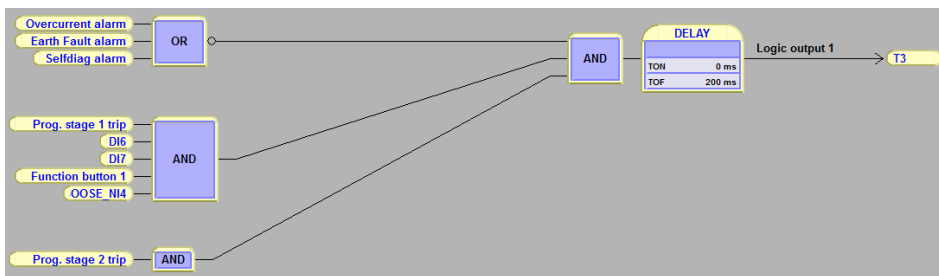 Overcurrent alarm
Earth Fault alarm
Selfdiag alarm
OR
AND
DELAY
TON 0 ms
TOF 200 ms
Logic output 1
T3
Prog. stage 1 trip
DI6
DI7
Function button 1
OOSE_NI4
AND
Prog. stage 2 trip
AND